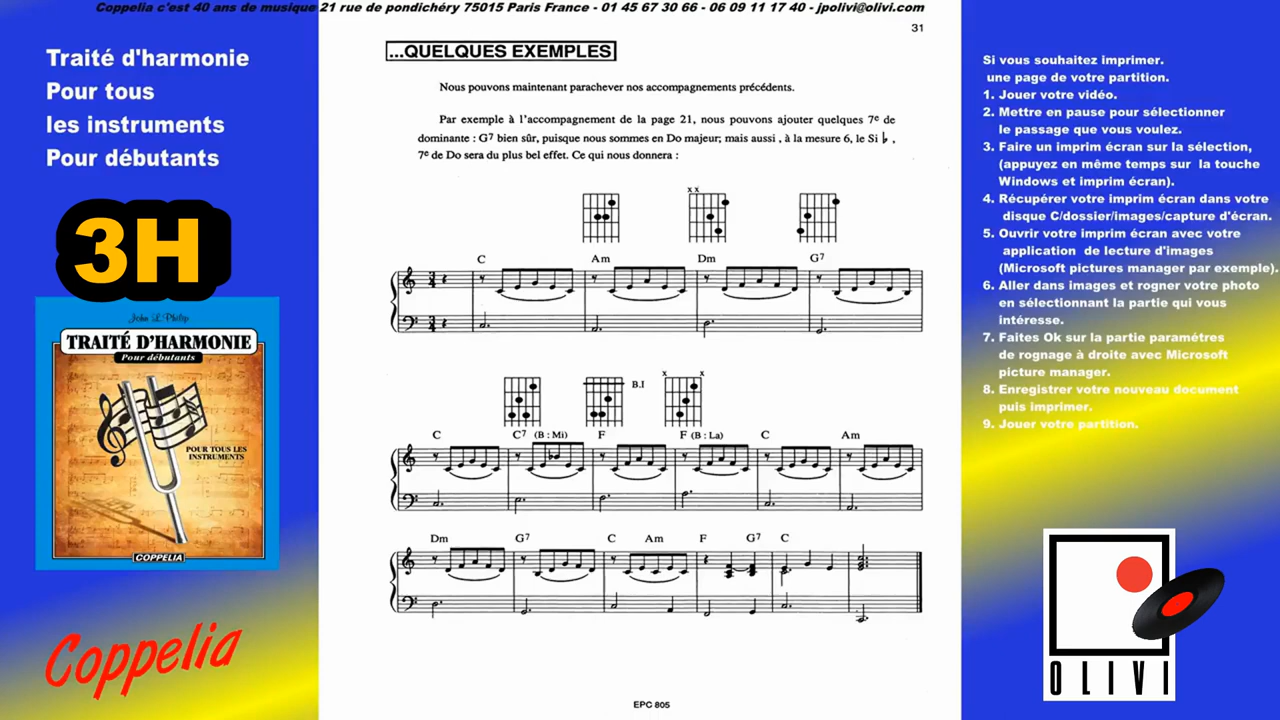 Coppelia c'est 40 ans de musique 21 rue de pondichéry 75015 Paris France - 01 45 67 30 66 - 06 09 11 17 40 - jpolivi@olivi.com
Traité d'harmonie
Pour tous
les instruments
Pour débutants
3H
John L. Philip
TRAITÉ D'HARMONIE
Pour débutants
POUR TOUS LES
INSTRUMENTS
COPPELIA
Coppelia
31
...QUELQUES EXEMPLES
Nous pouvons maintenant parachever nos accompagnements précédents.
Par exemple à l'accompagnement de la page 21, nous pouvons ajouter quelques 7e de
dominante : G7 bien sûr, puisque nous sommes en Do majeur; mais aussi , à la mesure 6, le Si ♭ ,
7e de Do sera du plus bel effet. Ce qui nous donnera :
x x
C Am Dm G7
B.I x x
C C7 (B : Mi) F F (B : La) C Am
Dm G7 C Am F G7 C
EPC 805
Si vous souhaitez imprimer.
une page de votre partition.
1. Jouer votre vidéo.
2. Mettre en pause pour sélectionner
le passage que vous voulez.
3. Faire un imprim écran sur la sélection,
(appuyez en même temps sur la touche
Windows et imprim écran).
4. Récupérer votre imprim écran dans votre
disque C/dossier/images/capture d'écran.
5. Ouvrir votre imprim écran avec votre
application de lecture d'images
(Microsoft pictures manager par exemple).
6. Aller dans images et rogner votre photo
en sélectionnant la partie qui vous
intéresse.
7. Faites Ok sur la partie paramétres
de rognage à droite avec Microsoft
picture manager.
8. Enregistrer votre nouveau document
puis imprimer.
9. Jouer votre partition.
OLIVI